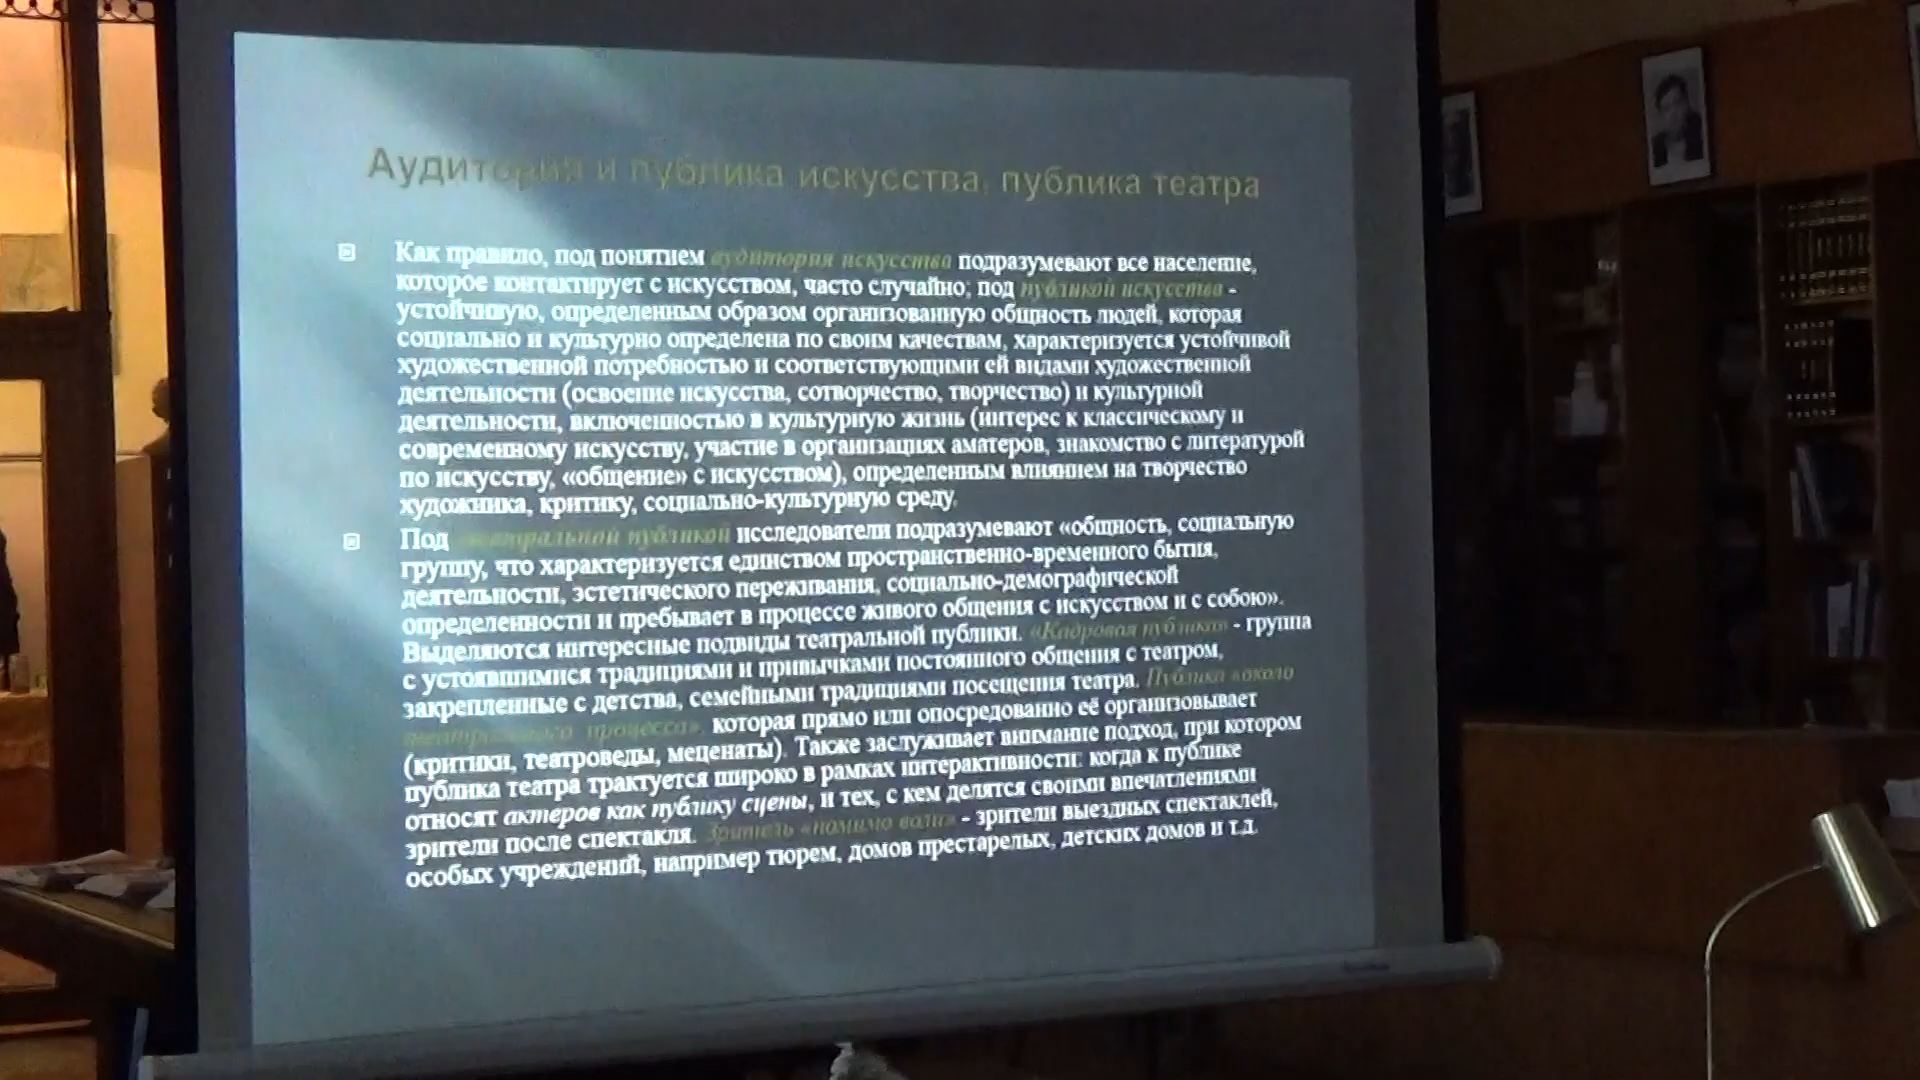 Аудитория и публика искусства, публика театра
Как правило, под понятием аудитория искусства подразумевают все население,
которое контактирует с искусством, часто случайно; под публикой искусства -
устойчивую, определенным образом организованную общность людей, которая
социально и культурно определена по своим качествам, характеризуется устойчивой
художественной потребностью и соответствующими ей видами художественной
деятельности (освоение искусства, сотворчество, творчество) и культурной
деятельности, включенностью в культурную жизнь (интерес к классическому и
современному искусству, участие в организациях аматеров, знакомство с литературой
по искусству, «общение» с искусством), определенным влиянием на творчество
художника, критику, социально-культурную среду.
Под театральной публикой исследователи подразумевают «общность, социальную
группу, что характеризуется единством пространственно-временного бытия,
деятельности, эстетического переживания, социально-демографической
определенности и пребывает в процессе живого общения с искусством и с собою».
Выделяются интересные подвиды театральной публики. «Кадровая публика» - группа
с устоявшимися традициями и привычками постоянного общения с театром,
закрепленные с детства, семейными традициями посещения театра. Публика «около
театрального процесса», которая прямо или опосредованно её организовывает
(критики, театроведы, меценаты). Также заслуживает внимание подход, при котором
публика театра трактуется широко в рамках интерактивности: когда к публике
относят актеров как публику сцены, и тех, с кем делятся своими впечатлениями
зрители после спектакля. Зритель «помимо воли» - зрители выездных спектаклей,
особых учреждений, например тюрем, домов престарелых, детских домов и т.д.